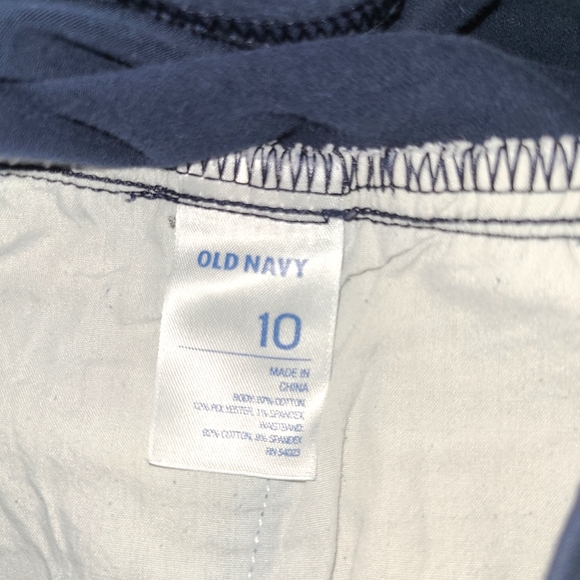 OLD NAVY
10
MADE IN
CHINA
BODY: 87% COTTON,
12% POLYESTER, 1% SPANDEX
WAISTBAND:
92% COTTON, 8% SPANDEX
RN 54023